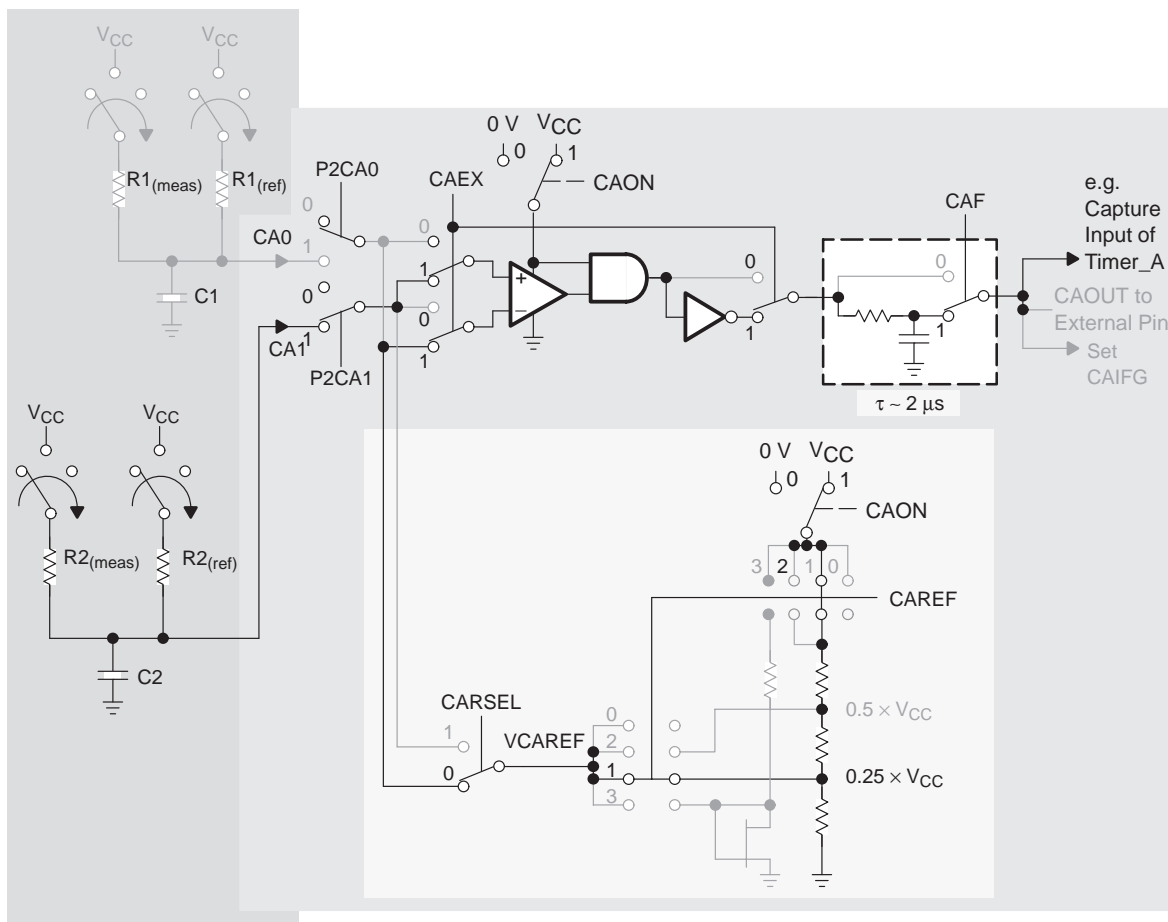 VCC VCC
R1(meas) R1(ref)
C1
0 V VCC
0 1
CAON
P2CA0
CAEX
CAF
0
1
CA0
0
CA1 1
P2CA1
0
1
0
1
+
−
0
1
0
1
τ ~ 2 μs
e.g.
Capture
Input of
Timer_A
CAOUT to
External Pin
Set
CAIFG
VCC VCC
R2(meas) R2(ref)
C2
0 V VCC
0 1
CAON
3 2 1 0
CAREF
CARSEL
1
0
VCAREF
0
2
1
3
0.5 × VCC
0.25 × VCC